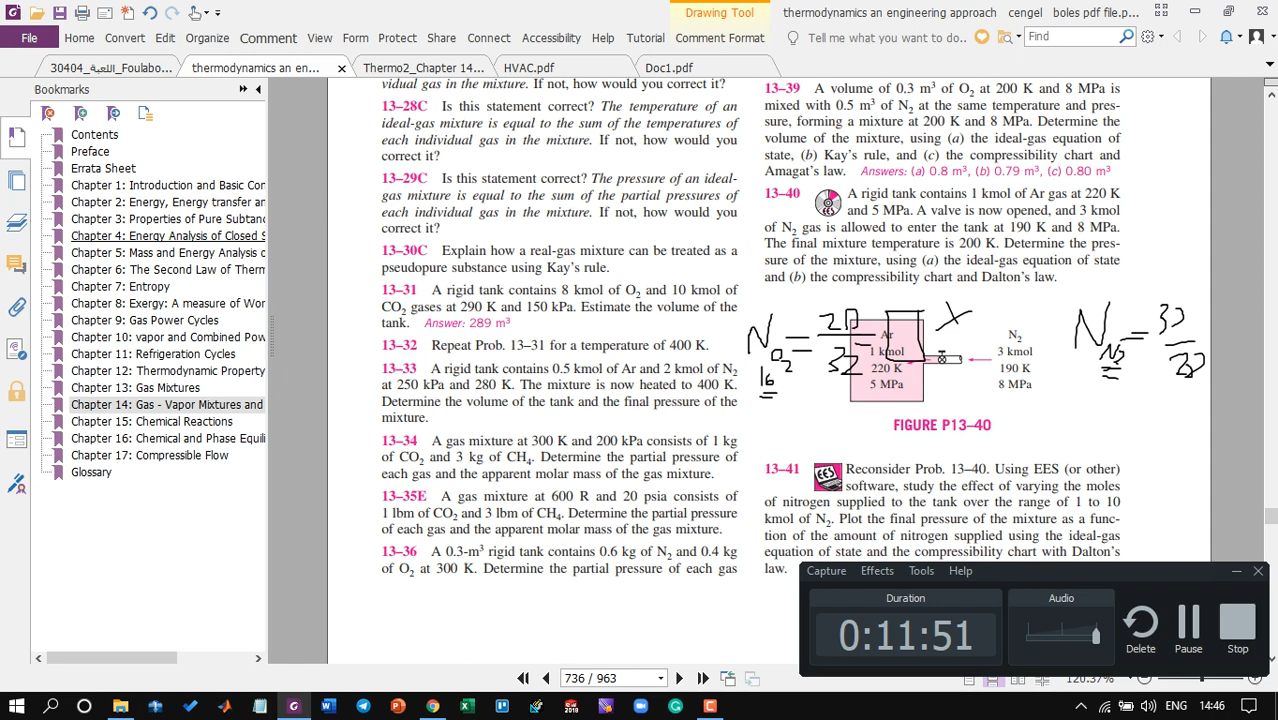 Drawing Tool
thermodynamics an engineering approach cengel boles pdf file.p...
File Home Convert Edit Organize Comment View Form Protect Share Connect Accessibility Help Tutorial Comment Format
Tell me what you want to do...
Find
thermodynamics an en...
Thermo2_Chapter 14...
HVAC.pdf
Doc1.pdf
Bookmarks
Contents
Preface
Errata Sheet
Chapter 1: Introduction and Basic Con
Chapter 2: Energy, Energy transfer an
Chapter 3: Properties of Pure Subtanc
Chapter 4: Energy Analysis of Closed S
Chapter 5: Mass and Energy Analysis o
Chapter 6: The Second Law of Therm
Chapter 7: Entropy
Chapter 8: Exergy: A measure of Wor
Chapter 9: Gas Power Cycles
Chapter 10: Vapor and Combined Pow
Chapter 11: Refrigeration Cycles
Chapter 12: Thermodynamic Property
Chapter 13: Gas Mixtures
Chapter 14: Gas - Vapor Mixtures and
Chapter 15: Chemical Reactions
Chapter 16: Chemical and Phase Equili
Chapter 17: Compressible Flow
Glossary
vidual gas in the mixture. If not, how would you correct it?
13–28C Is this statement correct? The temperature of an
ideal-gas mixture is equal to the sum of the temperatures of
each individual gas in the mixture. If not, how would you
correct it?
13–29C Is this statement correct? The pressure of an ideal-
gas mixture is equal to the sum of the partial pressures of
each individual gas in the mixture. If not, how would you
correct it?
13–30C Explain how a real-gas mixture can be treated as a
pseudopure substance using Kay's rule.
13–31 A rigid tank contains 8 kmol of O2 and 10 kmol of
CO2 gases at 290 K and 150 kPa. Estimate the volume of the
tank. Answer: 289 m³
13–32 Repeat Prob. 13–31 for a temperature of 400 K.
13–33 A rigid tank contains 0.5 kmol of Ar and 2 kmol of N2
at 250 kPa and 280 K. The mixture is now heated to 400 K.
Determine the volume of the tank and the final pressure of the
mixture.
13–34 A gas mixture at 300 K and 200 kPa consists of 1 kg
of CO2 and 3 kg of CH4. Determine the partial pressure of
each gas and the apparent molar mass of the gas mixture.
13–35E A gas mixture at 600 R and 20 psia consists of
1 lbm of CO2 and 3 lbm of CH4. Determine the partial pressure
of each gas and the apparent molar mass of the gas mixture.
13–36 A 0.3-m³ rigid tank contains 0.6 kg of N2 and 0.4 kg
of O2 at 300 K. Determine the partial pressure of each gas
13–39 A volume of 0.3 m³ of O2 at 200 K and 8 MPa is
mixed with 0.5 m³ of N2 at the same temperature and pres-
sure, forming a mixture at 200 K and 8 MPa. Determine the
volume of the mixture, using (a) the ideal-gas equation of
state, (b) Kay's rule, and (c) the compressibility chart and
Amagat's law. Answers: (a) 0.8 m³, (b) 0.79 m³, (c) 0.80 m³
13–40 A rigid tank contains 1 kmol of Ar gas at 220 K
and 5 MPa. A valve is now opened, and 3 kmol
of N2 gas is allowed to enter the tank at 190 K and 8 MPa.
The final mixture temperature is 200 K. Determine the pres-
sure of the mixture, using (a) the ideal-gas equation of state
and (b) the compressibility chart and Dalton's law.
Ar
1 kmol
220 K
5 MPa
N2
3 kmol
190 K
8 MPa
FIGURE P13–40
13–41 Reconsider Prob. 13–40. Using EES (or other)
software, study the effect of varying the moles
of nitrogen supplied to the tank over the range of 1 to 10
kmol of N2. Plot the final pressure of the mixture as a func-
tion of the amount of nitrogen supplied using the ideal-gas
equation of state and the compressibility chart with Dalton's
law.
Capture Effects Tools Help
Duration
0:11:51
Audio
Delete
Pause
Stop
736 / 963
120.37%
ENG
14:46